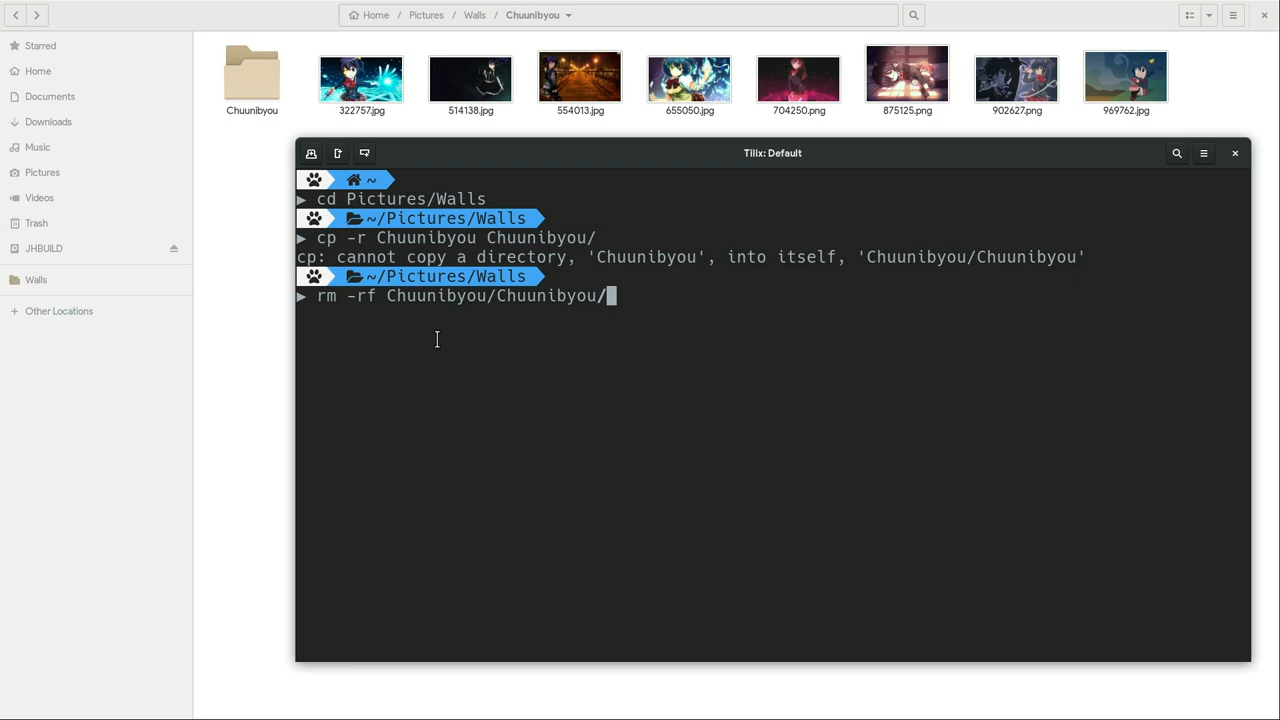 Home / Pictures / Walls / Chuunibyou
Starred
Home
Documents
Downloads
Music
Pictures
Videos
Trash
JHBUILD
Walls
+ Other Locations
Chuunibyou
322757.jpg
514138.jpg
554013.jpg
655050.jpg
704250.png
875125.png
902627.png
969762.jpg
Tilix: Default
~
▶ cd Pictures/Walls
~/Pictures/Walls
▶ cp -r Chuunibyou Chuunibyou/
cp: cannot copy a directory, 'Chuunibyou', into itself, 'Chuunibyou/Chuunibyou'
~/Pictures/Walls
▶ rm -rf Chuunibyou/Chuunibyou/